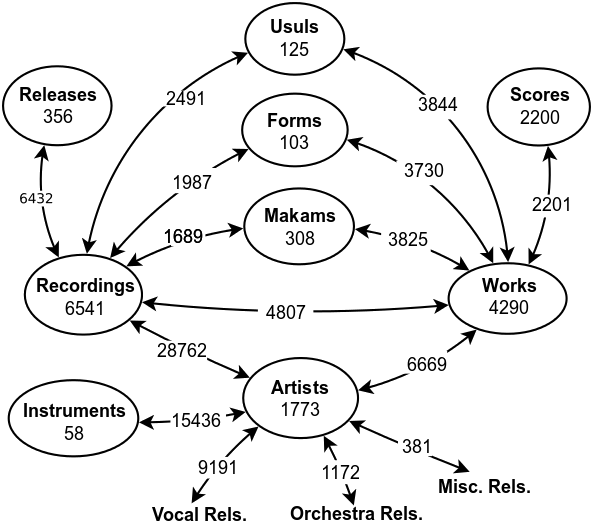 Usuls
125
Releases
356
2491
3844
Scores
2200
Forms
103
1987
3730
6432
2201
Makams
308
1689
3825
Recordings
6541
Works
4290
4807
28762
6669
Artists
1773
Instruments
58
15436
381
9191
1172
Misc. Rels.
Vocal Rels.
Orchestra Rels.